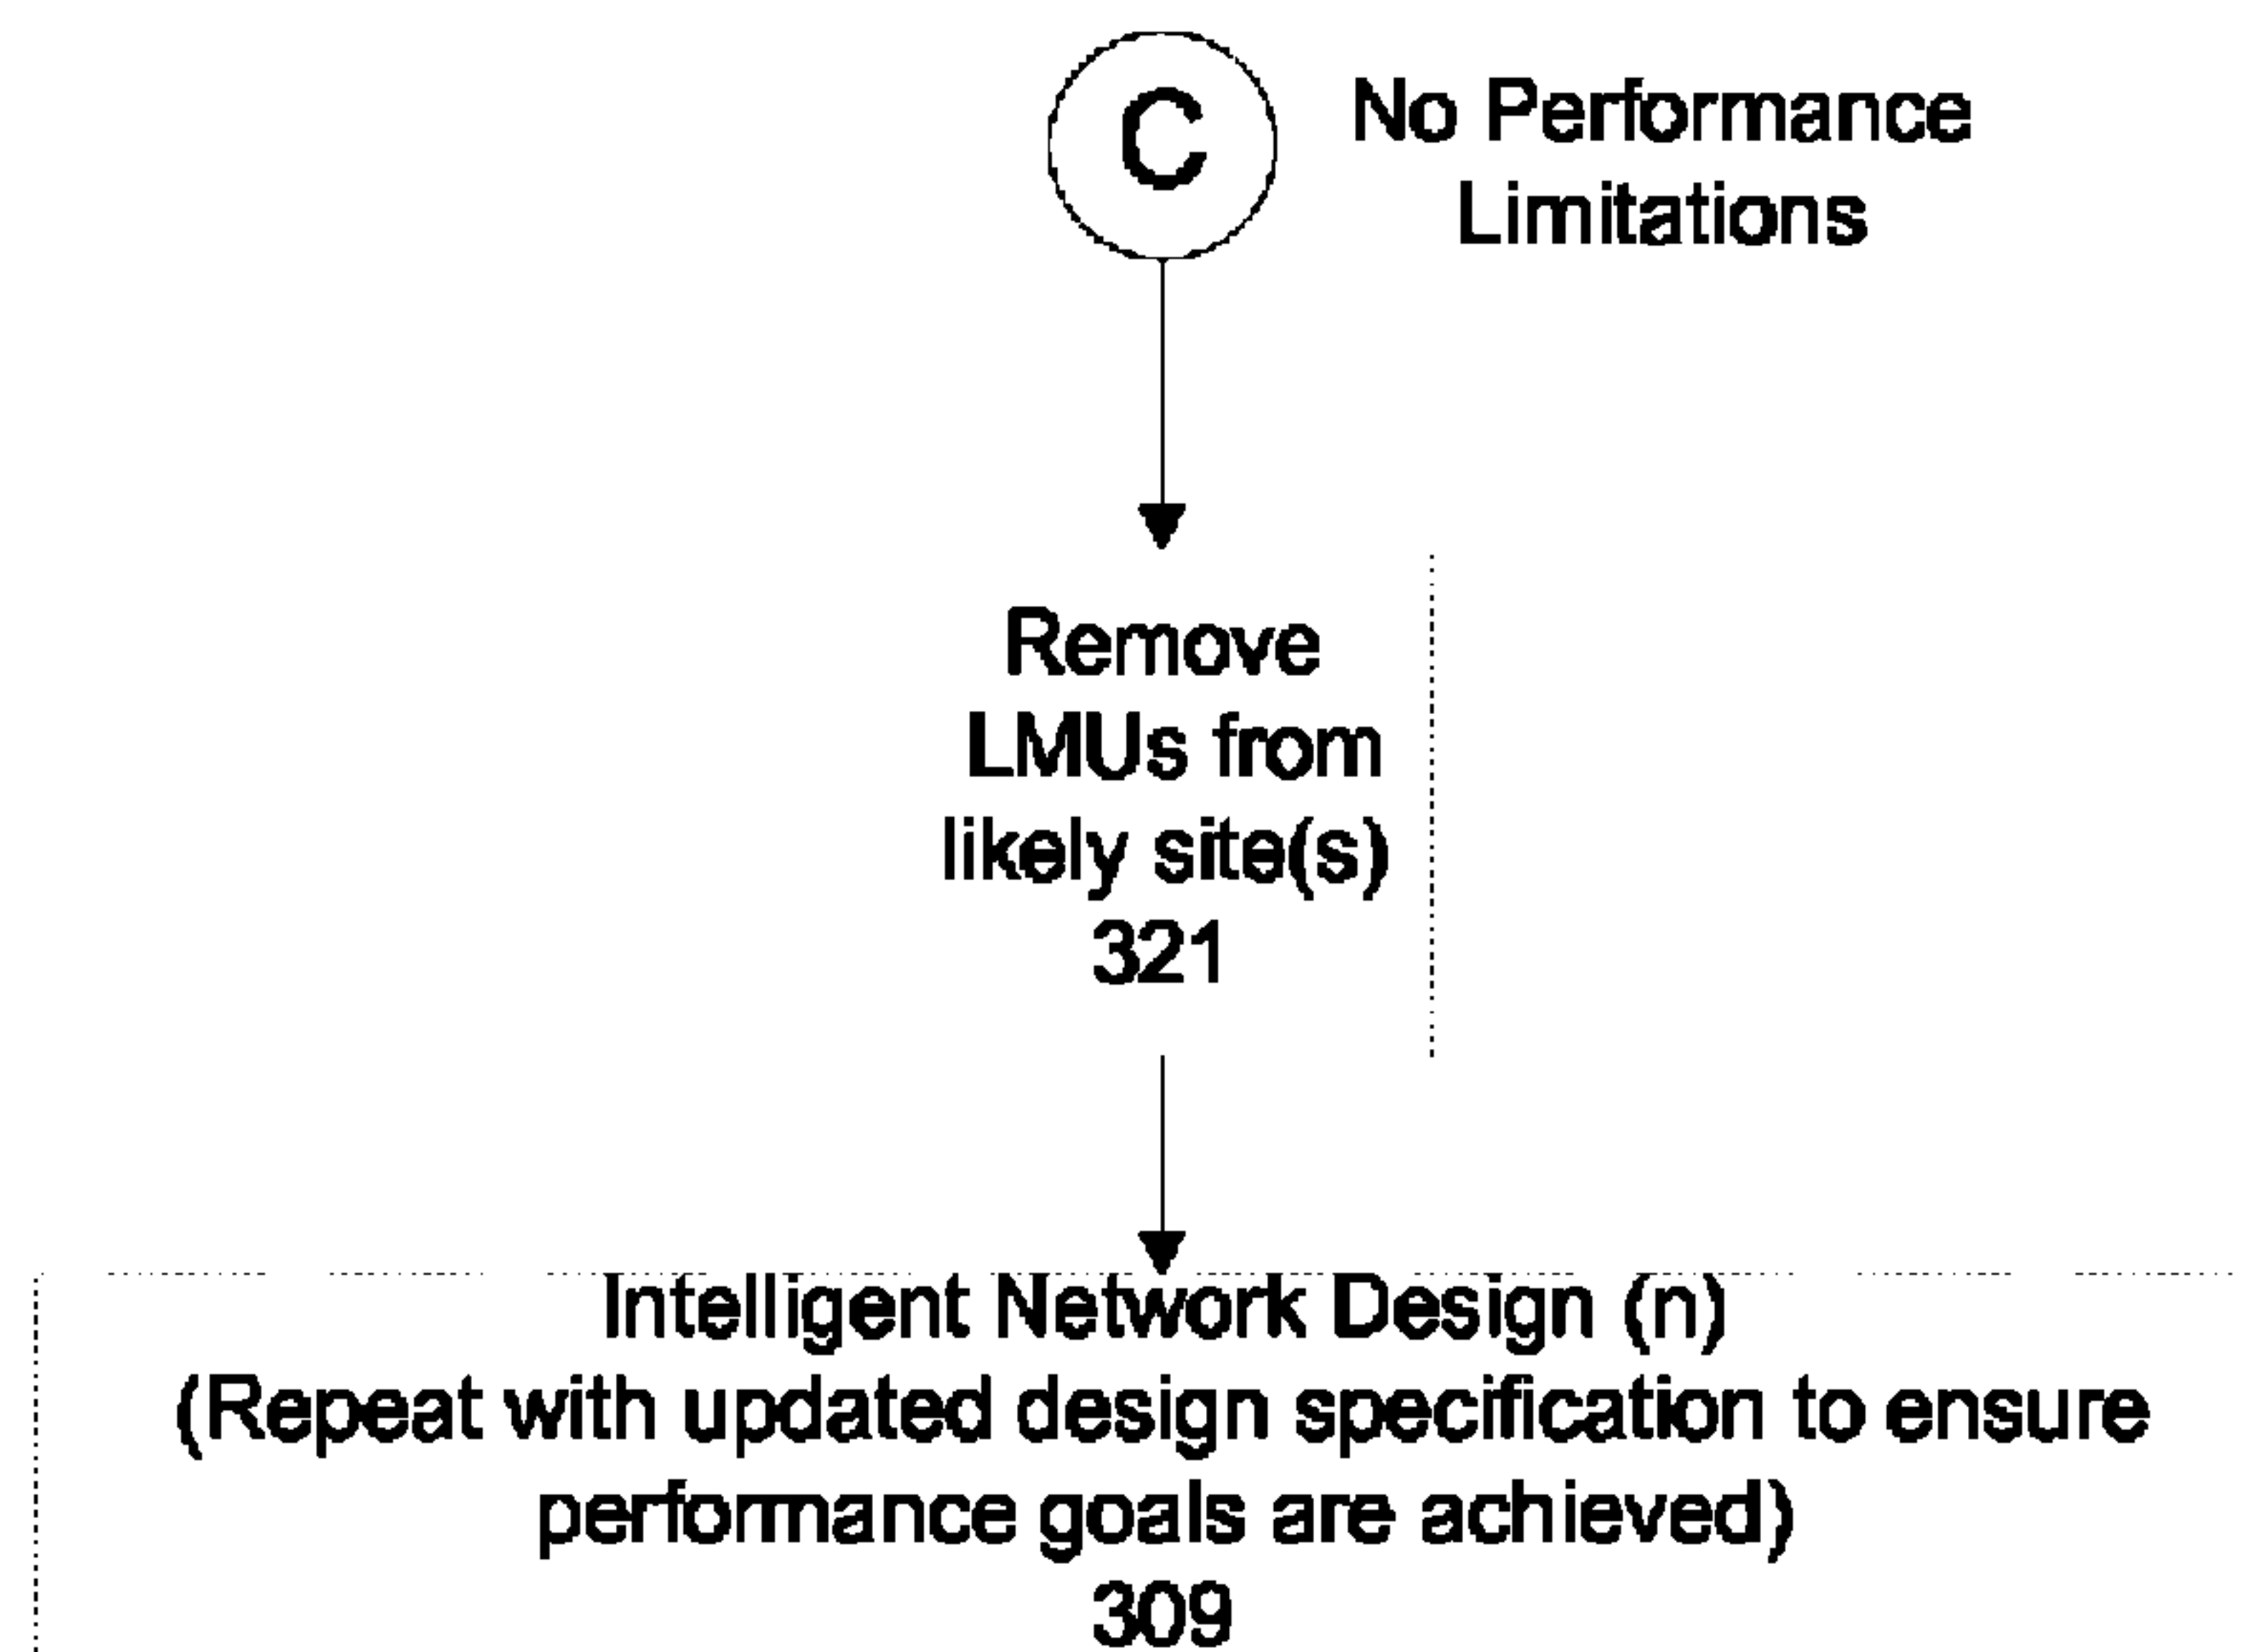 C
No Performance
Limitations
Remove
LMUs from
likely site(s)
321
Intelligent Network Design (n)
(Repeat with updated design specification to ensure
performance goals are achieved)
309